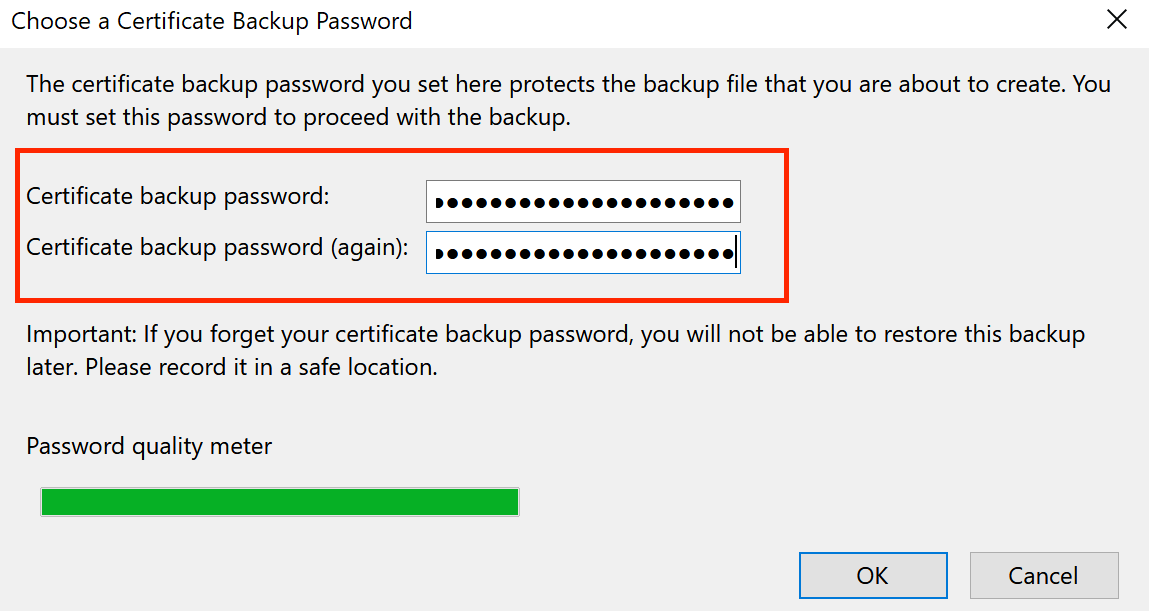 Choose a Certificate Backup Password
The certificate backup password you set here protects the backup file that you are about to create. You
must set this password to proceed with the backup.
Certificate backup password:
Certificate backup password (again):
Important: If you forget your certificate backup password, you will not be able to restore this backup
later. Please record it in a safe location.
Password quality meter
OK
Cancel